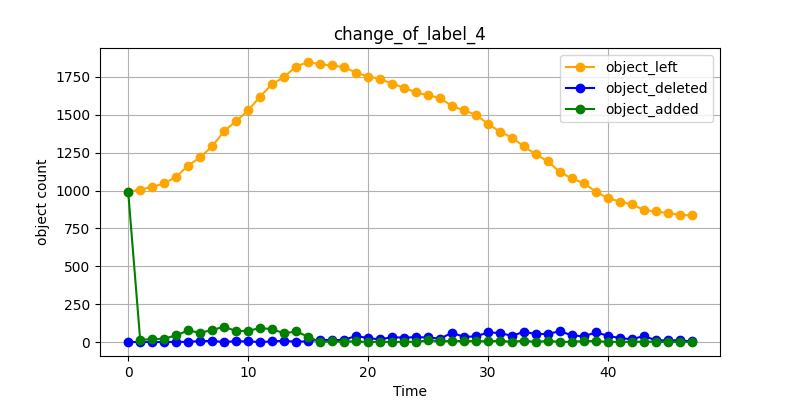 change_of_label_4
object count
1750
1500
1250
1000
750
500
250
0
object_left
object_deleted
object_added
0 10 20 30 40
Time